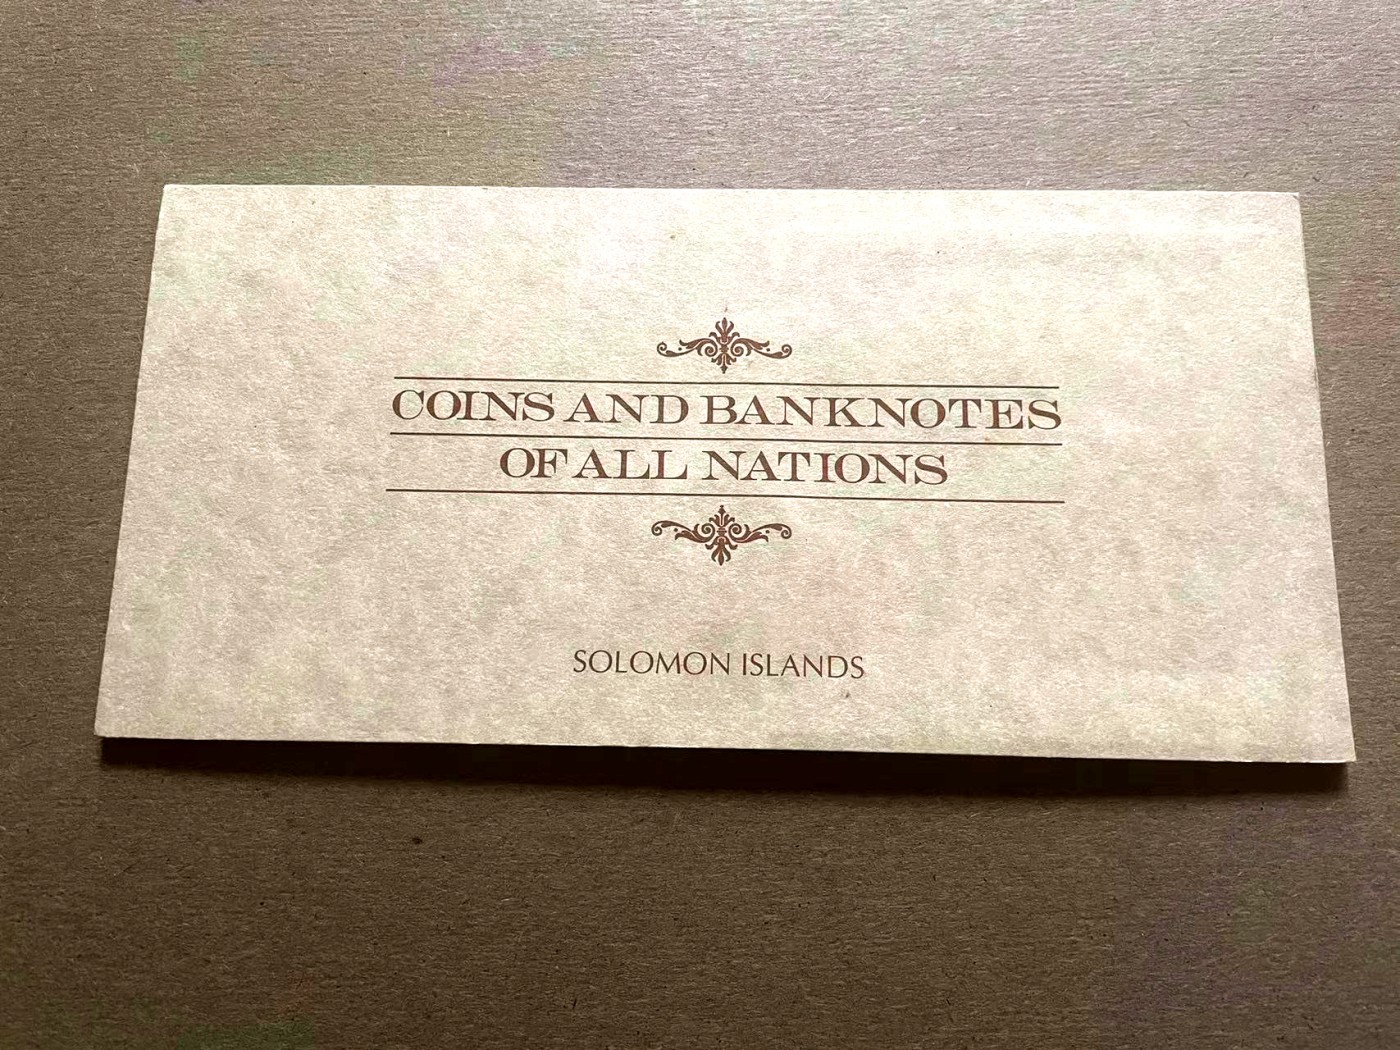 COINS AND BANKNOTES
OF ALL NATIONS
SOLOMON ISLANDS